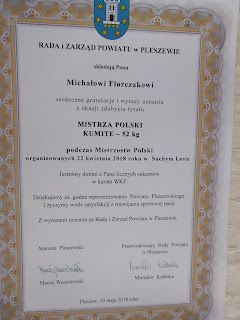 RADA i ZARZĄD POWIATU w PLESZEWIE
składają Panu
Michałowi Florczakowi
serdeczne gratulacje i wyrazy uznania
z okazji zdobycia tytułu
MISTRZA POLSKI
KUMITE – 52 kg
podczas Mistrzostw Polski
organizowanych 22 kwietnia 2018 roku w Suchym Lesie
Jesteśmy dumni z Pana licznych sukcesów
w karate WKF.
Dziękujemy za godne reprezentowanie Powiatu Pleszewskiego
i życzymy wiele satysfakcji z rozwijania sportowej pasji.
Z wyrazami uznania za Radę i Zarząd Powiatu w Pleszewie
Starosta Pleszewski
Przewodniczący Rady Powiatu
w Pleszewie
Maciej Wasielewski
Mirosław Kuberka
Pleszew, 19 maja 2018 roku